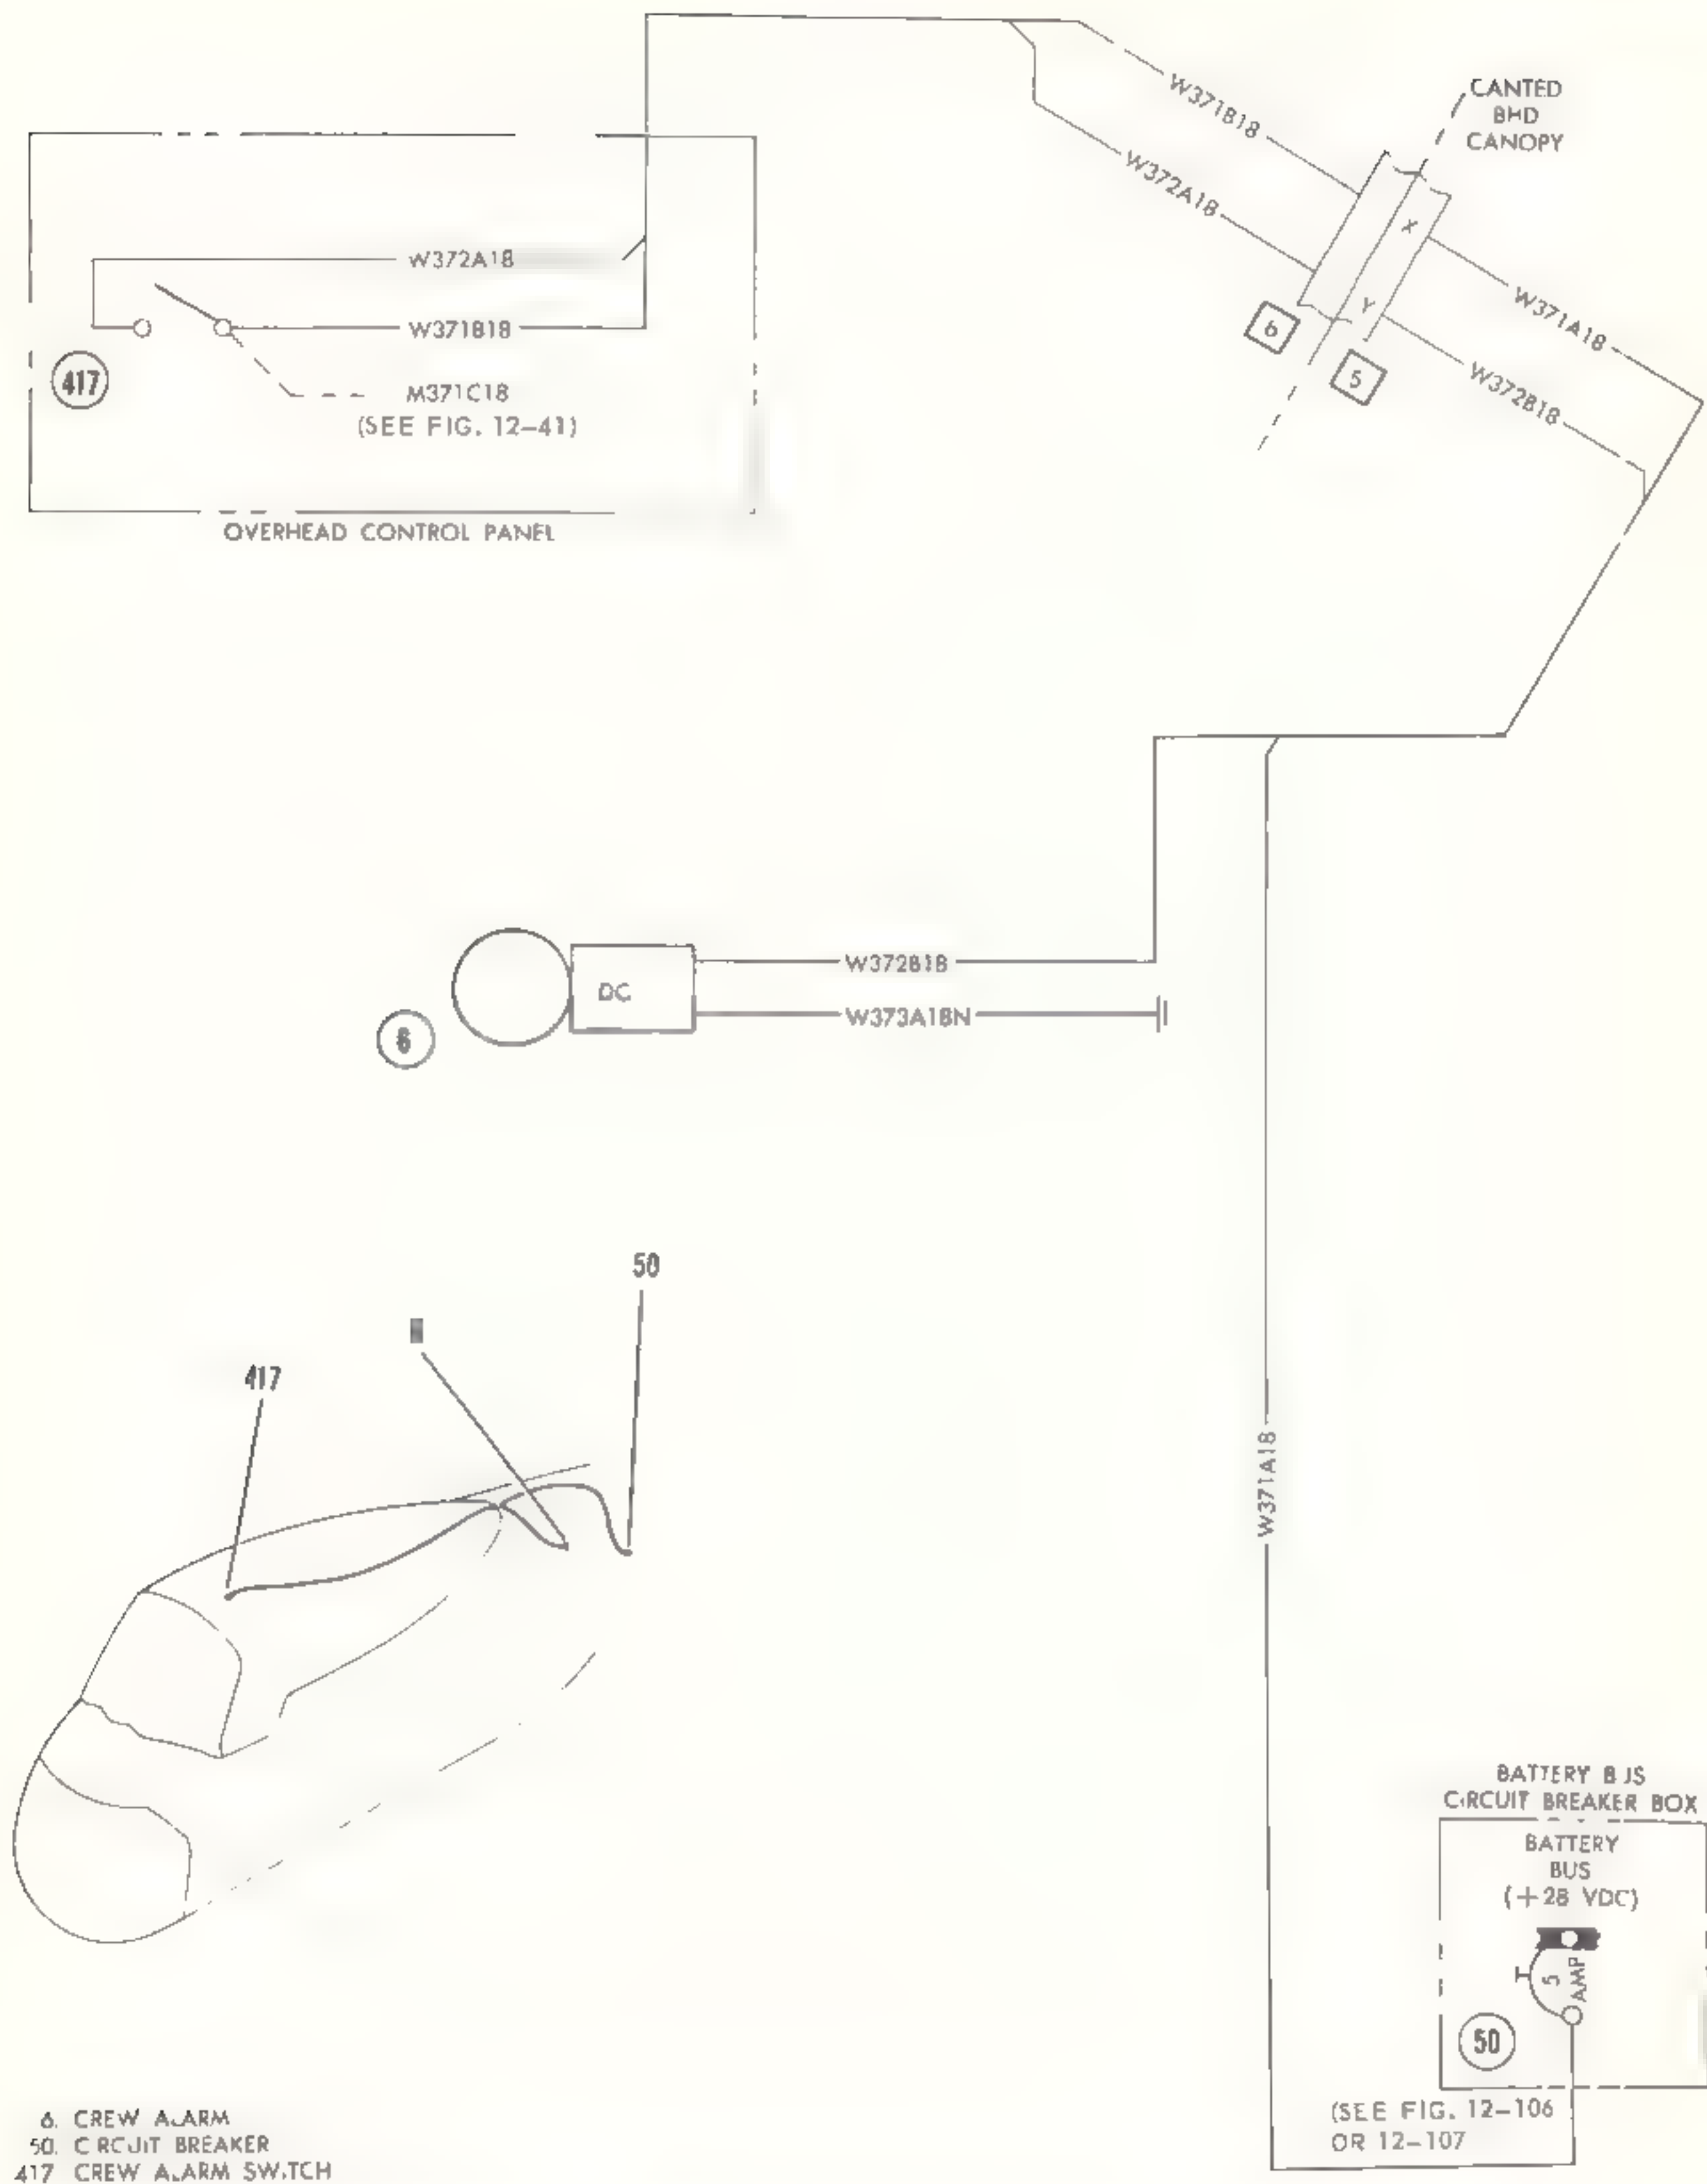 W371B18
CANTED
BHD
CANOPY
W372A18
X
W372A18
W371B18
417
M371C18
(SEE FIG. 12-41)
OVERHEAD CONTROL PANEL
Y
6
5
W371A18
W372B18
W372B18
DC
W373A18N
6
50
417
W371A18
BATTERY BUS
CIRCUIT BREAKER BOX
BATTERY
BUS
(+28 VDC)
5
AMP
50
(SEE FIG. 12-106
OR 12-107
6. CREW ALARM
50. CIRCUIT BREAKER
417 CREW ALARM SWITCH